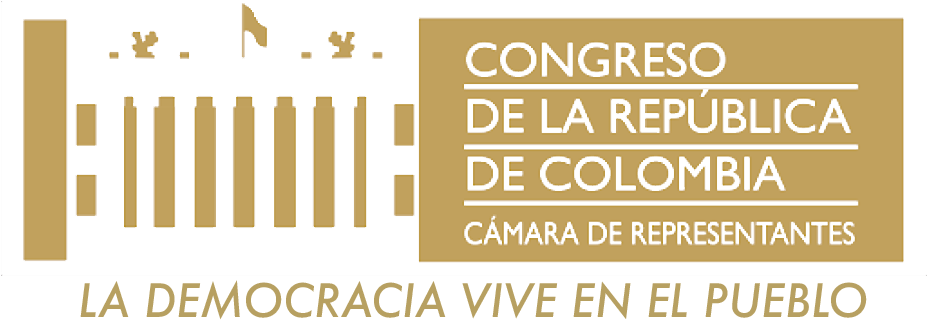 CONGRESO
DE LA REPÚBLICA
DE COLOMBIA
CÁMARA DE REPRESENTANTES
LA DEMOCRACIA VIVE EN EL PUEBLO